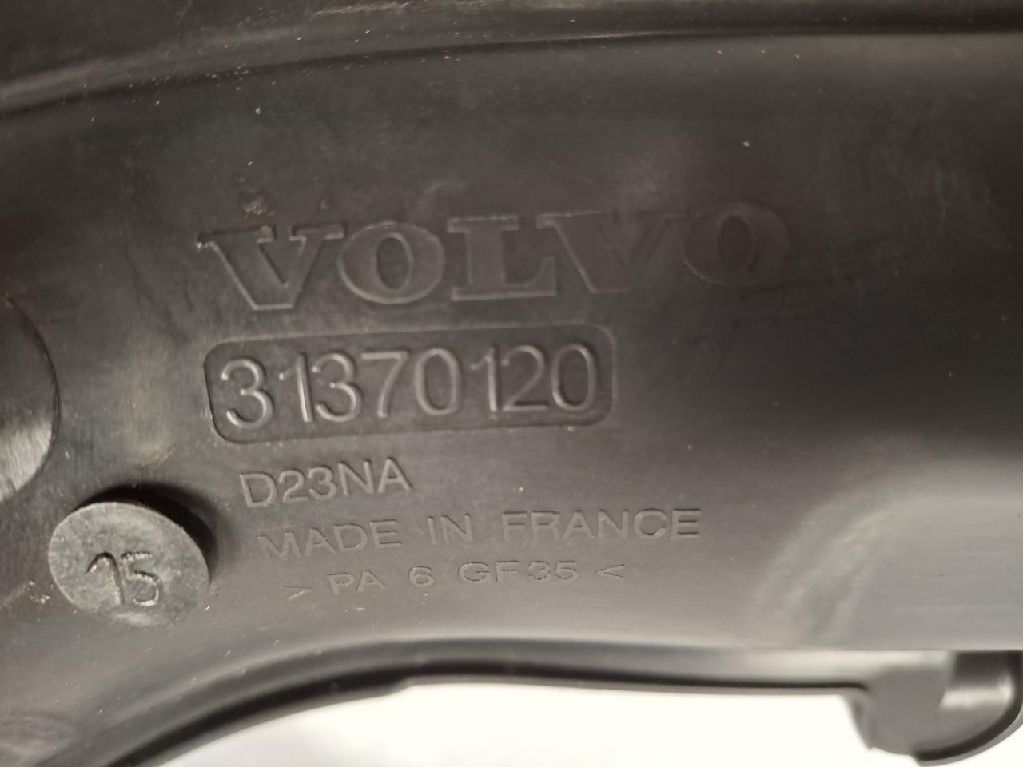 VOLVO
31370120
D23NA
MADE IN FRANCE
> PA 6 GF35 <
15